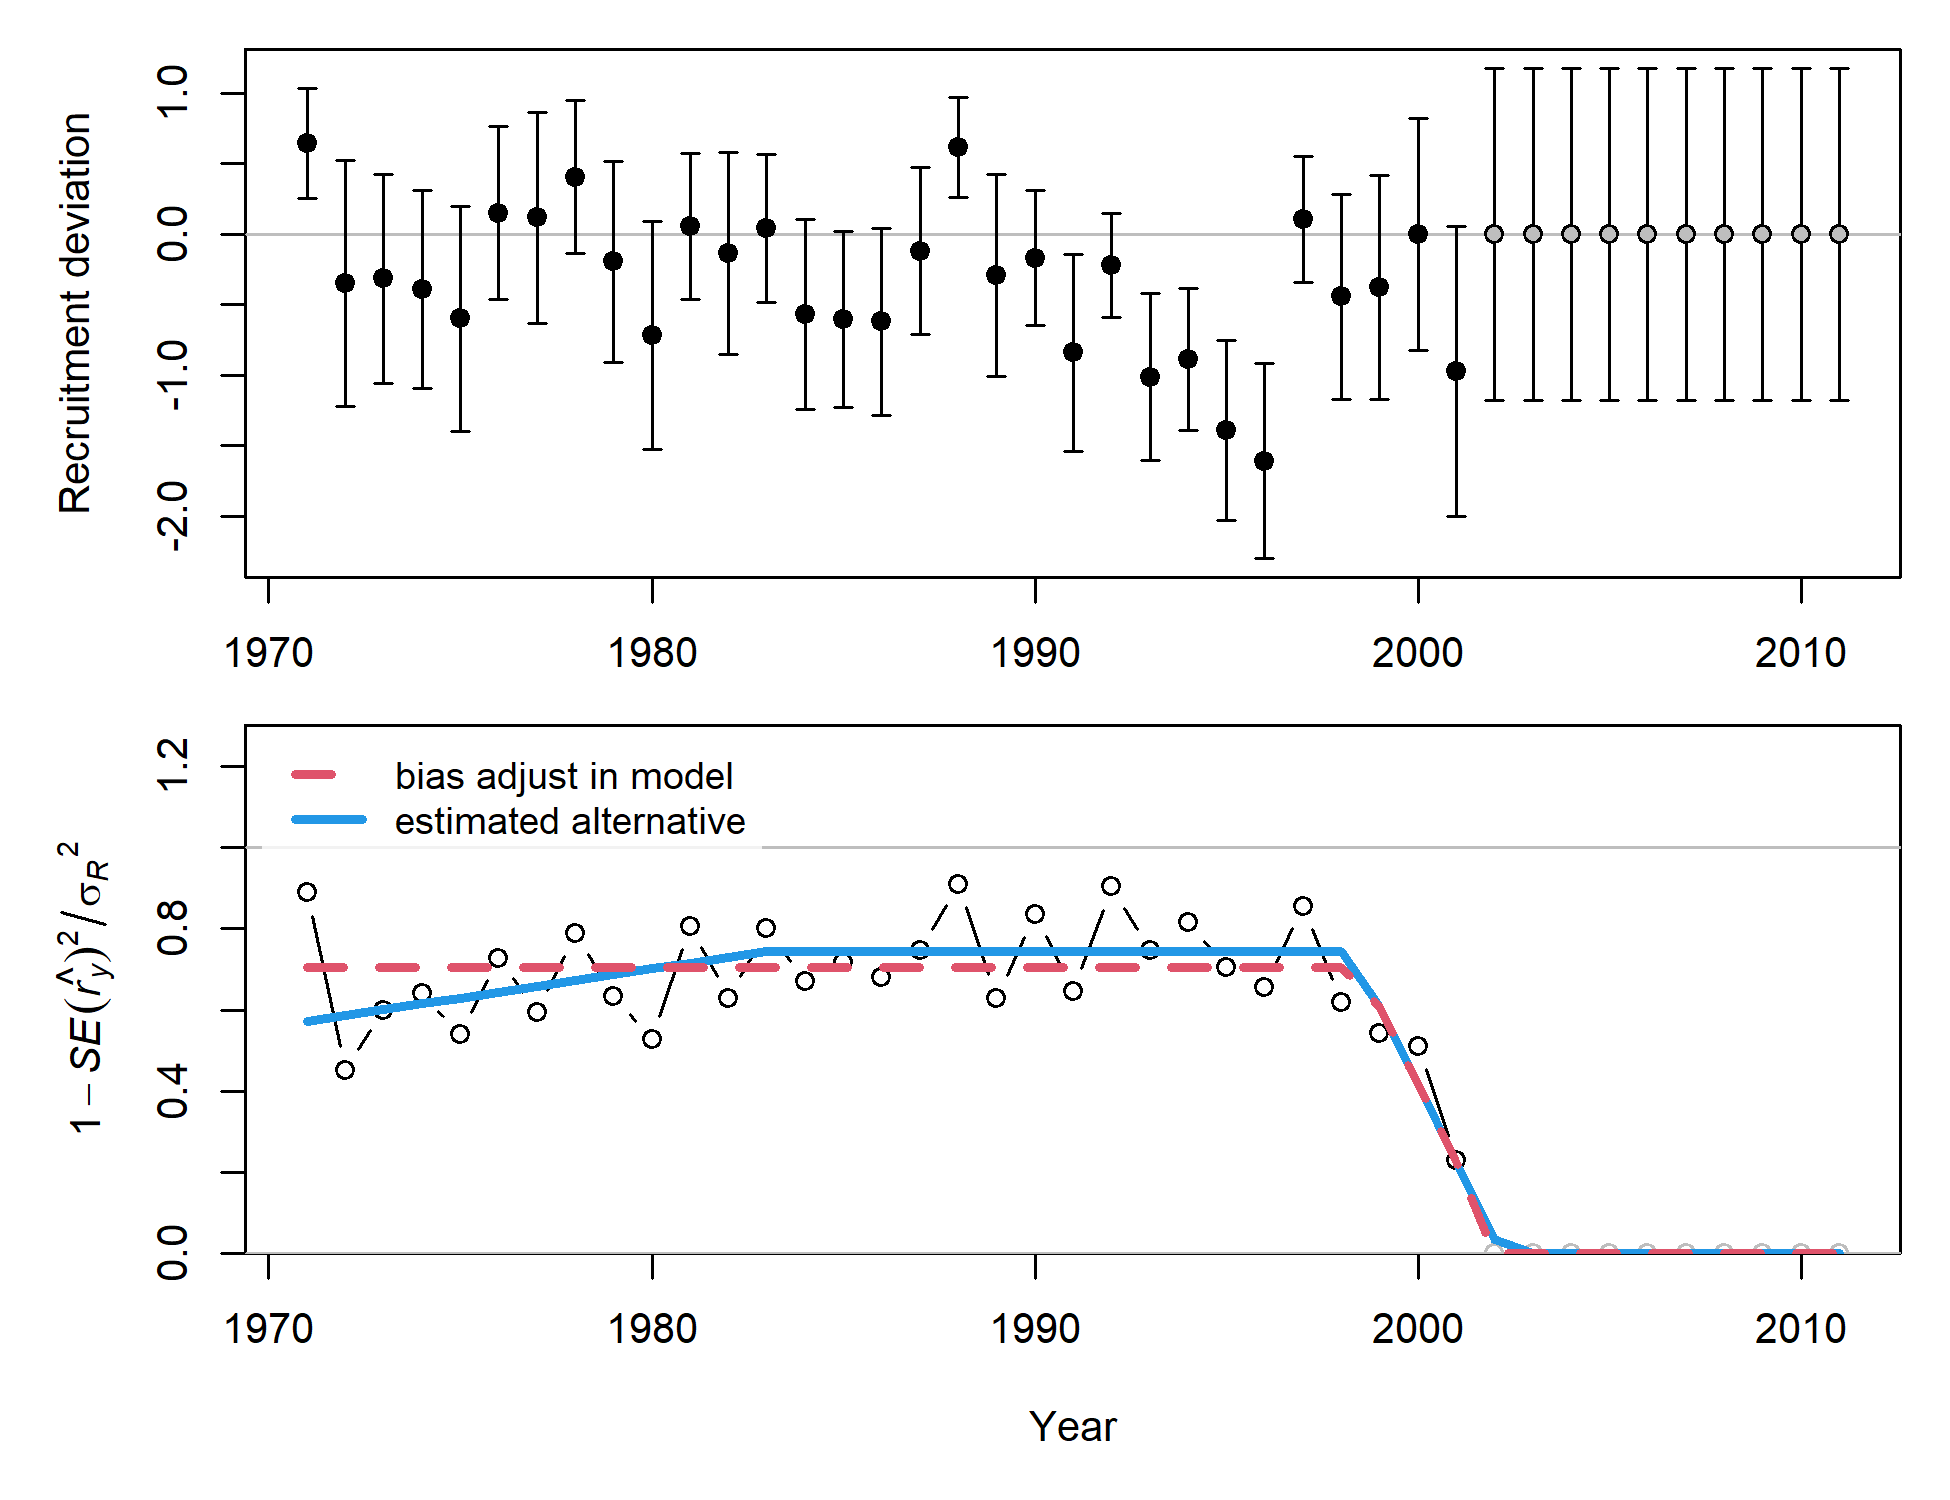 Recruitment deviation
1.0
0.0
-1.0
-2.0
1970 1980 1990 2000 2010
bias adjust in model
estimated alternative
1 − SE(r̂y)² / σR²
1.2
0.8
0.4
0.0
1970 1980 1990 2000 2010
Year